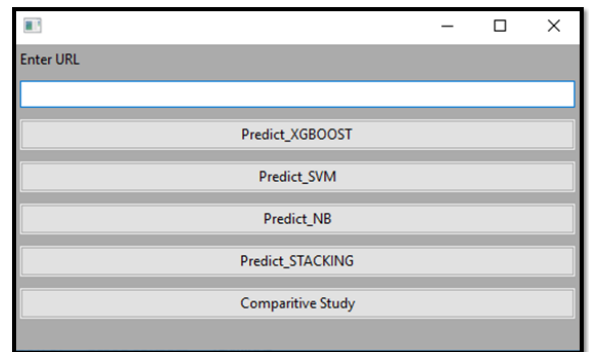 Enter URL
Predict_XGBOOST
Predict_SVM
Predict_NB
Predict_STACKING
Comparitive Study